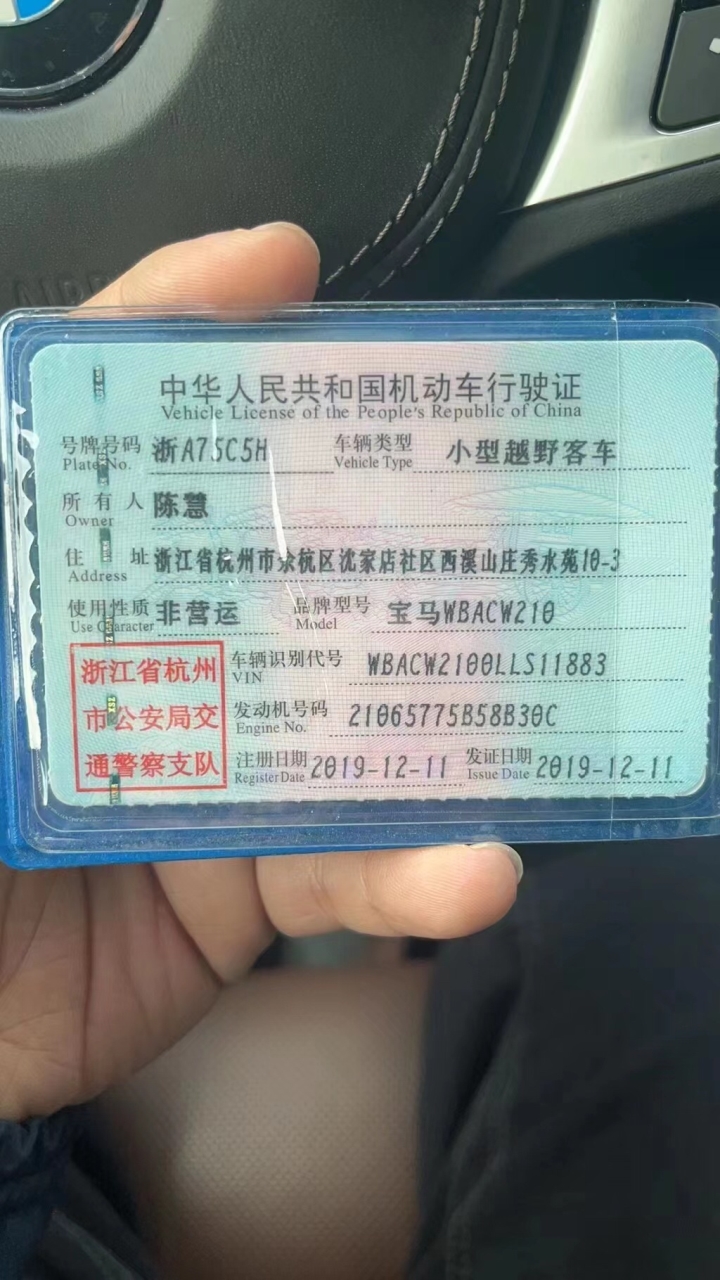 中华人民共和国机动车行驶证
Vehicle License of the People's Republic of China
号牌号码 浙A75C5H 车辆类型 小型越野客车
Plate No. Vehicle Type
所有人 陈慧
Owner
住址 浙江省杭州市余杭区沈家店社区西溪山庄秀水苑10-3
Address
使用性质 非营运 品牌型号 宝马WBACW210
Use Character Model
浙江省杭州
市公安局交
通警察支队
车辆识别代号 WBACW2100LLS11883
VIN
发动机号码 21065775B58B30C
Engine No.
注册日期 2019-12-11 发证日期 2019-12-11
Register Date Issue Date